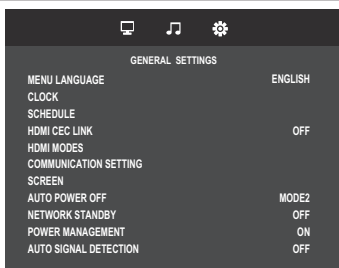 GENERAL SETTINGS
MENU LANGUAGE ENGLISH
CLOCK
SCHEDULE
HDMI CEC LINK OFF
HDMI MODES
COMMUNICATION SETTING
SCREEN
AUTO POWER OFF MODE2
NETWORK STANDBY OFF
POWER MANAGEMENT ON
AUTO SIGNAL DETECTION OFF